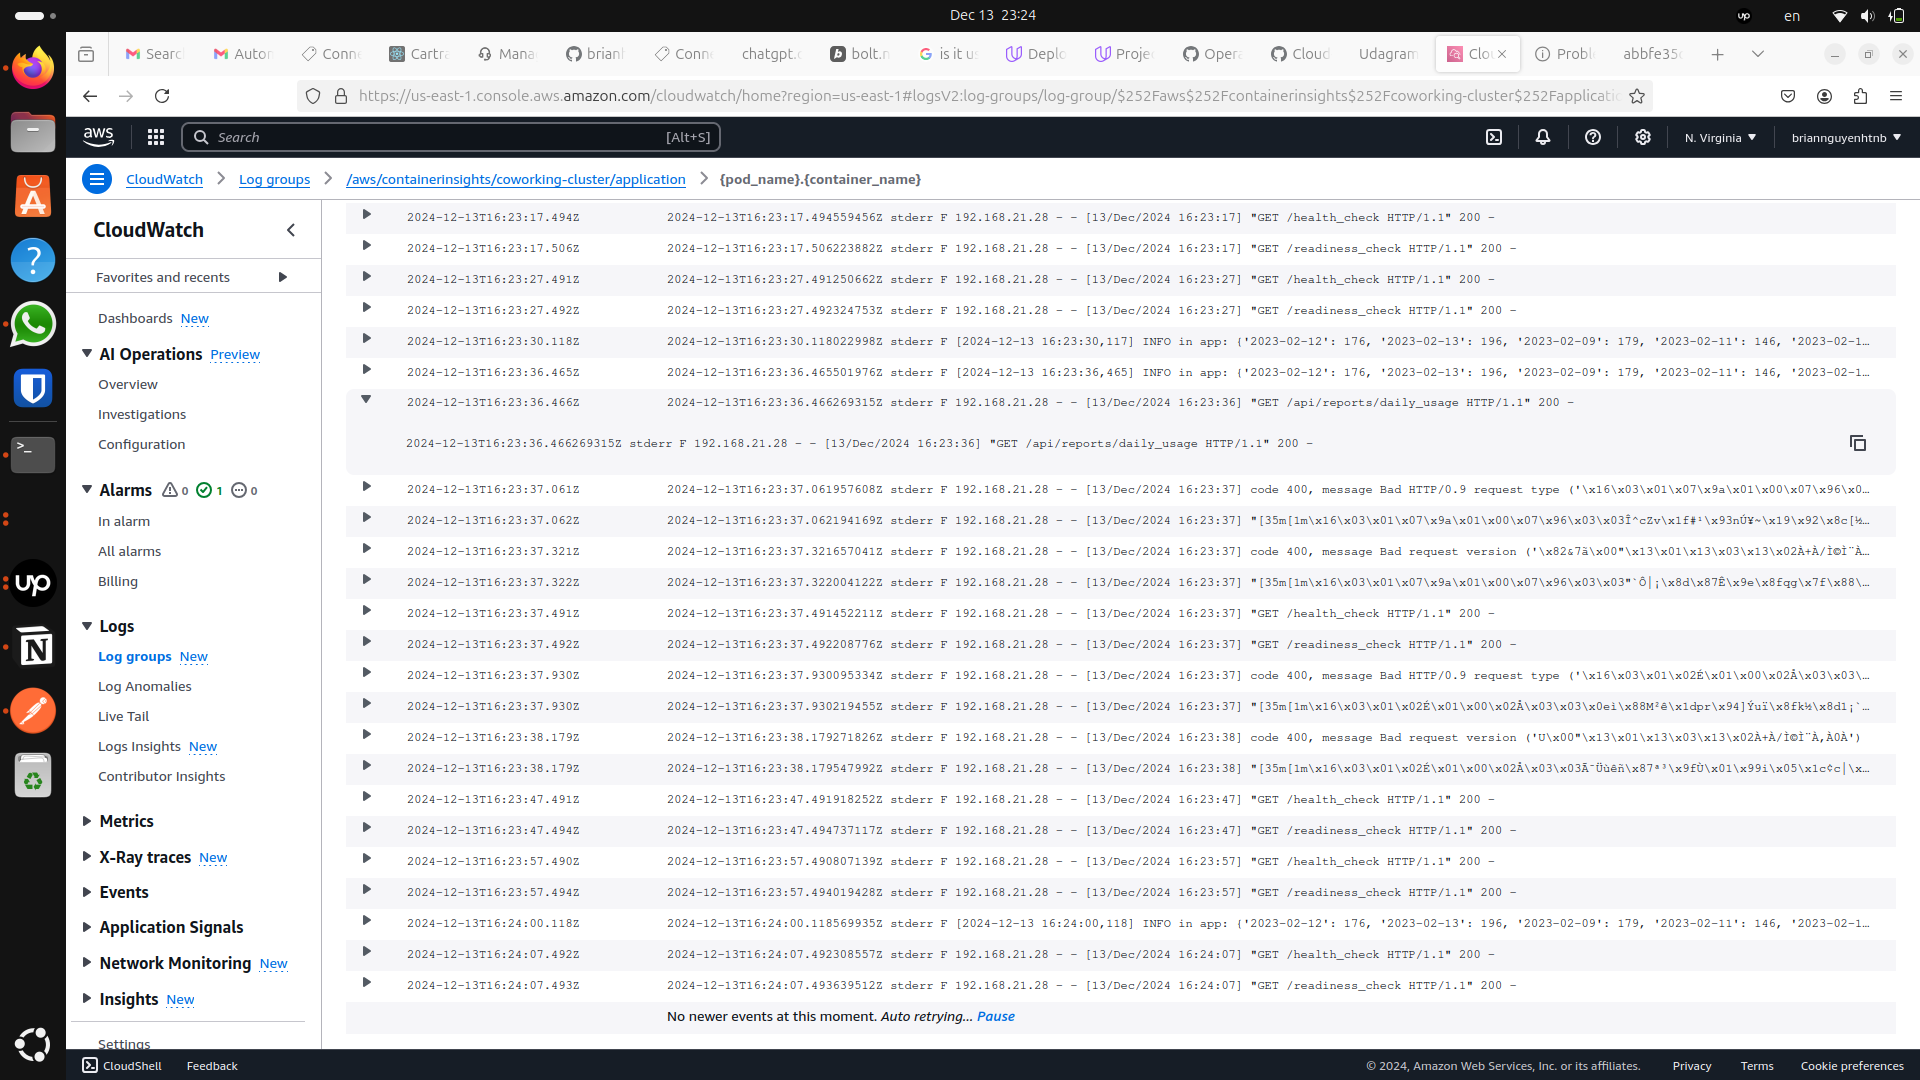 Dec 13 23:24
en
Searc
Auton
Conne
Cartra
Mana
brianh
Conne
chatgpt.c
bolt.n
is it us
Deplo
Projec
Opera
Cloud
Udagram
Clou
Proble
abbfe35c
https://us-east-1.console.aws.amazon.com/cloudwatch/home?region=us-east-1#logsV2:log-groups/log-group/$252Faws$252Fcontainerinsights$252Fcoworking-cluster$252Fapplicatio
aws
Search [Alt+S]
N. Virginia
briannguyenhtnb
CloudWatch
Log groups
/aws/containerinsights/coworking-cluster/application
{pod_name}.{container_name}
CloudWatch
Favorites and recents
Dashboards New
AI Operations Preview
Overview
Investigations
Configuration
Alarms 0 1 0
In alarm
All alarms
Billing
Logs
Log groups New
Log Anomalies
Live Tail
Logs Insights New
Contributor Insights
Metrics
X-Ray traces New
Events
Application Signals
Network Monitoring New
Insights New
Settings
2024-12-13T16:23:17.494Z 2024-12-13T16:23:17.494559456Z stderr F 192.168.21.28 - - [13/Dec/2024 16:23:17] "GET /health_check HTTP/1.1" 200 -
2024-12-13T16:23:17.506Z 2024-12-13T16:23:17.506223882Z stderr F 192.168.21.28 - - [13/Dec/2024 16:23:17] "GET /readiness_check HTTP/1.1" 200 -
2024-12-13T16:23:27.491Z 2024-12-13T16:23:27.491250662Z stderr F 192.168.21.28 - - [13/Dec/2024 16:23:27] "GET /health_check HTTP/1.1" 200 -
2024-12-13T16:23:27.492Z 2024-12-13T16:23:27.492324753Z stderr F 192.168.21.28 - - [13/Dec/2024 16:23:27] "GET /readiness_check HTTP/1.1" 200 -
2024-12-13T16:23:30.118Z 2024-12-13T16:23:30.118022998Z stderr F [2024-12-13 16:23:30,117] INFO in app: {'2023-02-12': 176, '2023-02-13': 196, '2023-02-09': 179, '2023-02-11': 146, '2023-02-1…
2024-12-13T16:23:36.465Z 2024-12-13T16:23:36.465501976Z stderr F [2024-12-13 16:23:36,465] INFO in app: {'2023-02-12': 176, '2023-02-13': 196, '2023-02-09': 179, '2023-02-11': 146, '2023-02-1…
2024-12-13T16:23:36.466Z 2024-12-13T16:23:36.466269315Z stderr F 192.168.21.28 - - [13/Dec/2024 16:23:36] "GET /api/reports/daily_usage HTTP/1.1" 200 -
2024-12-13T16:23:36.466269315Z stderr F 192.168.21.28 - - [13/Dec/2024 16:23:36] "GET /api/reports/daily_usage HTTP/1.1" 200 -
2024-12-13T16:23:37.061Z 2024-12-13T16:23:37.061957608Z stderr F 192.168.21.28 - - [13/Dec/2024 16:23:37] code 400, message Bad HTTP/0.9 request type ('\x16\x03\x01\x07\x9a\x01\x00\x07\x96\x0…
2024-12-13T16:23:37.062Z 2024-12-13T16:23:37.062194169Z stderr F 192.168.21.28 - - [13/Dec/2024 16:23:37] "[35m[1m\x16\x03\x01\x07\x9a\x01\x00\x07\x96\x03\x03Î^cZv\x1f#¹\x93nÚ¥~\x19\x92\x8c[½…
2024-12-13T16:23:37.321Z 2024-12-13T16:23:37.321657041Z stderr F 192.168.21.28 - - [13/Dec/2024 16:23:37] code 400, message Bad request version ('\x82&7ã\x00"\x13\x01\x13\x03\x13\x02À+À/Ì©Ì¨À…
2024-12-13T16:23:37.322Z 2024-12-13T16:23:37.322004122Z stderr F 192.168.21.28 - - [13/Dec/2024 16:23:37] "[35m[1m\x16\x03\x01\x07\x9a\x01\x00\x07\x96\x03\x03"`Ô|¡\x8d\x87Ê\x9e\x8fqg\x7f\x88\…
2024-12-13T16:23:37.491Z 2024-12-13T16:23:37.491452211Z stderr F 192.168.21.28 - - [13/Dec/2024 16:23:37] "GET /health_check HTTP/1.1" 200 -
2024-12-13T16:23:37.492Z 2024-12-13T16:23:37.492208776Z stderr F 192.168.21.28 - - [13/Dec/2024 16:23:37] "GET /readiness_check HTTP/1.1" 200 -
2024-12-13T16:23:37.930Z 2024-12-13T16:23:37.930095334Z stderr F 192.168.21.28 - - [13/Dec/2024 16:23:37] code 400, message Bad HTTP/0.9 request type ('\x16\x03\x01\x02É\x01\x00\x02Å\x03\x03\…
2024-12-13T16:23:37.930Z 2024-12-13T16:23:37.930219455Z stderr F 192.168.21.28 - - [13/Dec/2024 16:23:37] "[35m[1m\x16\x03\x01\x02É\x01\x00\x02Å\x03\x03\x0eì\x88M²ê\x1dpr\x94]Ýuï\x8fk½\x8d1¡`…
2024-12-13T16:23:38.179Z 2024-12-13T16:23:38.179271826Z stderr F 192.168.21.28 - - [13/Dec/2024 16:23:38] code 400, message Bad request version ('U\x00"\x13\x01\x13\x03\x13\x02À+À/Ì©Ì¨À,À0À')
2024-12-13T16:23:38.179Z 2024-12-13T16:23:38.179547992Z stderr F 192.168.21.28 - - [13/Dec/2024 16:23:38] "[35m[1m\x16\x03\x01\x02É\x01\x00\x02Å\x03\x03Ã¯Üùêñ\x87ª³\x9fÙ\x01\x99i\x05\x1c¢c|\x…
2024-12-13T16:23:47.491Z 2024-12-13T16:23:47.491918252Z stderr F 192.168.21.28 - - [13/Dec/2024 16:23:47] "GET /health_check HTTP/1.1" 200 -
2024-12-13T16:23:47.494Z 2024-12-13T16:23:47.494737117Z stderr F 192.168.21.28 - - [13/Dec/2024 16:23:47] "GET /readiness_check HTTP/1.1" 200 -
2024-12-13T16:23:57.490Z 2024-12-13T16:23:57.490807139Z stderr F 192.168.21.28 - - [13/Dec/2024 16:23:57] "GET /health_check HTTP/1.1" 200 -
2024-12-13T16:23:57.494Z 2024-12-13T16:23:57.494019428Z stderr F 192.168.21.28 - - [13/Dec/2024 16:23:57] "GET /readiness_check HTTP/1.1" 200 -
2024-12-13T16:24:00.118Z 2024-12-13T16:24:00.118569935Z stderr F [2024-12-13 16:24:00,118] INFO in app: {'2023-02-12': 176, '2023-02-13': 196, '2023-02-09': 179, '2023-02-11': 146, '2023-02-1…
2024-12-13T16:24:07.492Z 2024-12-13T16:24:07.492308557Z stderr F 192.168.21.28 - - [13/Dec/2024 16:24:07] "GET /health_check HTTP/1.1" 200 -
2024-12-13T16:24:07.493Z 2024-12-13T16:24:07.493639512Z stderr F 192.168.21.28 - - [13/Dec/2024 16:24:07] "GET /readiness_check HTTP/1.1" 200 -
No newer events at this moment. Auto retrying... Pause
CloudShell
Feedback
© 2024, Amazon Web Services, Inc. or its affiliates.
Privacy
Terms
Cookie preferences